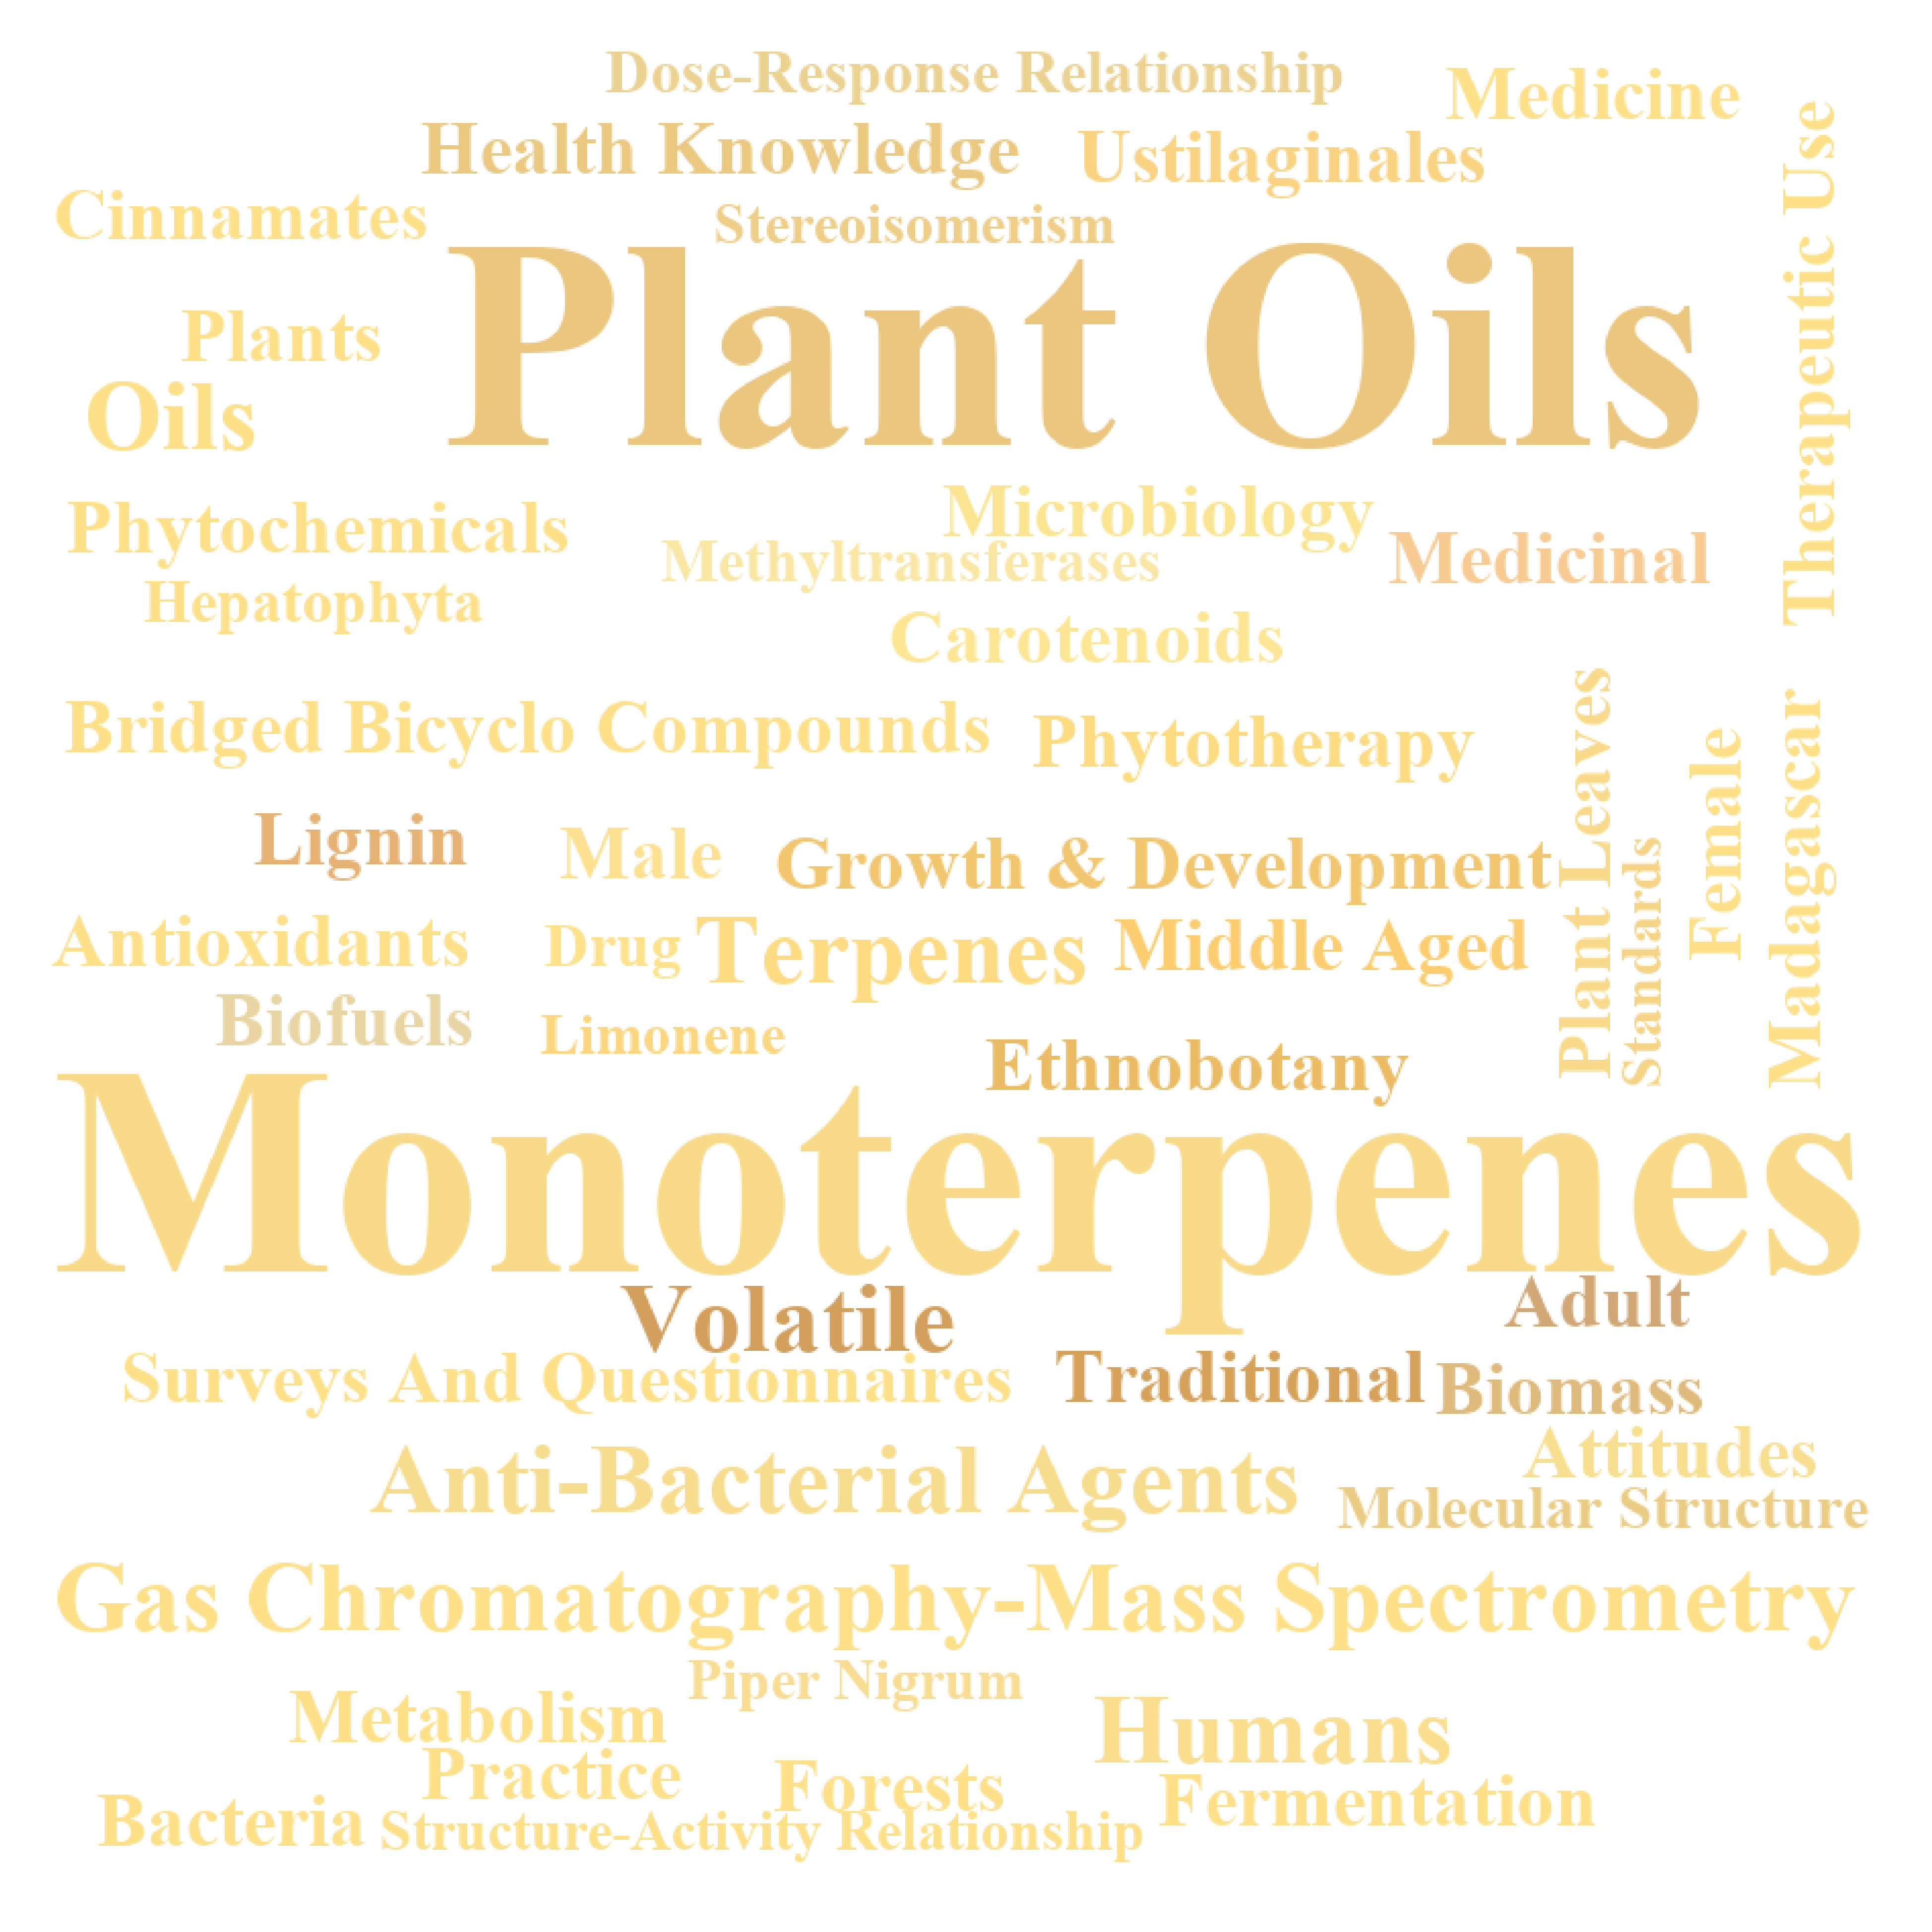 Dose-Response Relationship
Medicine
Health Knowledge
Ustilaginales
Therapeutic Use
Cinnamates
Stereoisomerism
Plant Oils
Plants
Oils
Phytochemicals
Microbiology
Methyltransferases
Medicinal
Hepatophyta
Carotenoids
Bridged Bicyclo Compounds
Phytotherapy
Plant Leaves
Standards
Female
Madagascar
Lignin
Male
Growth & Development
Antioxidants
Drug
Terpenes
Middle Aged
Biofuels
Limonene
Ethnobotany
Monoterpenes
Volatile
Adult
Surveys And Questionnaires
Traditional
Biomass
Attitudes
Anti-Bacterial Agents
Molecular Structure
Gas Chromatography-Mass Spectrometry
Piper Nigrum
Metabolism
Humans
Practice
Forests
Fermentation
Bacteria
Structure-Activity Relationship